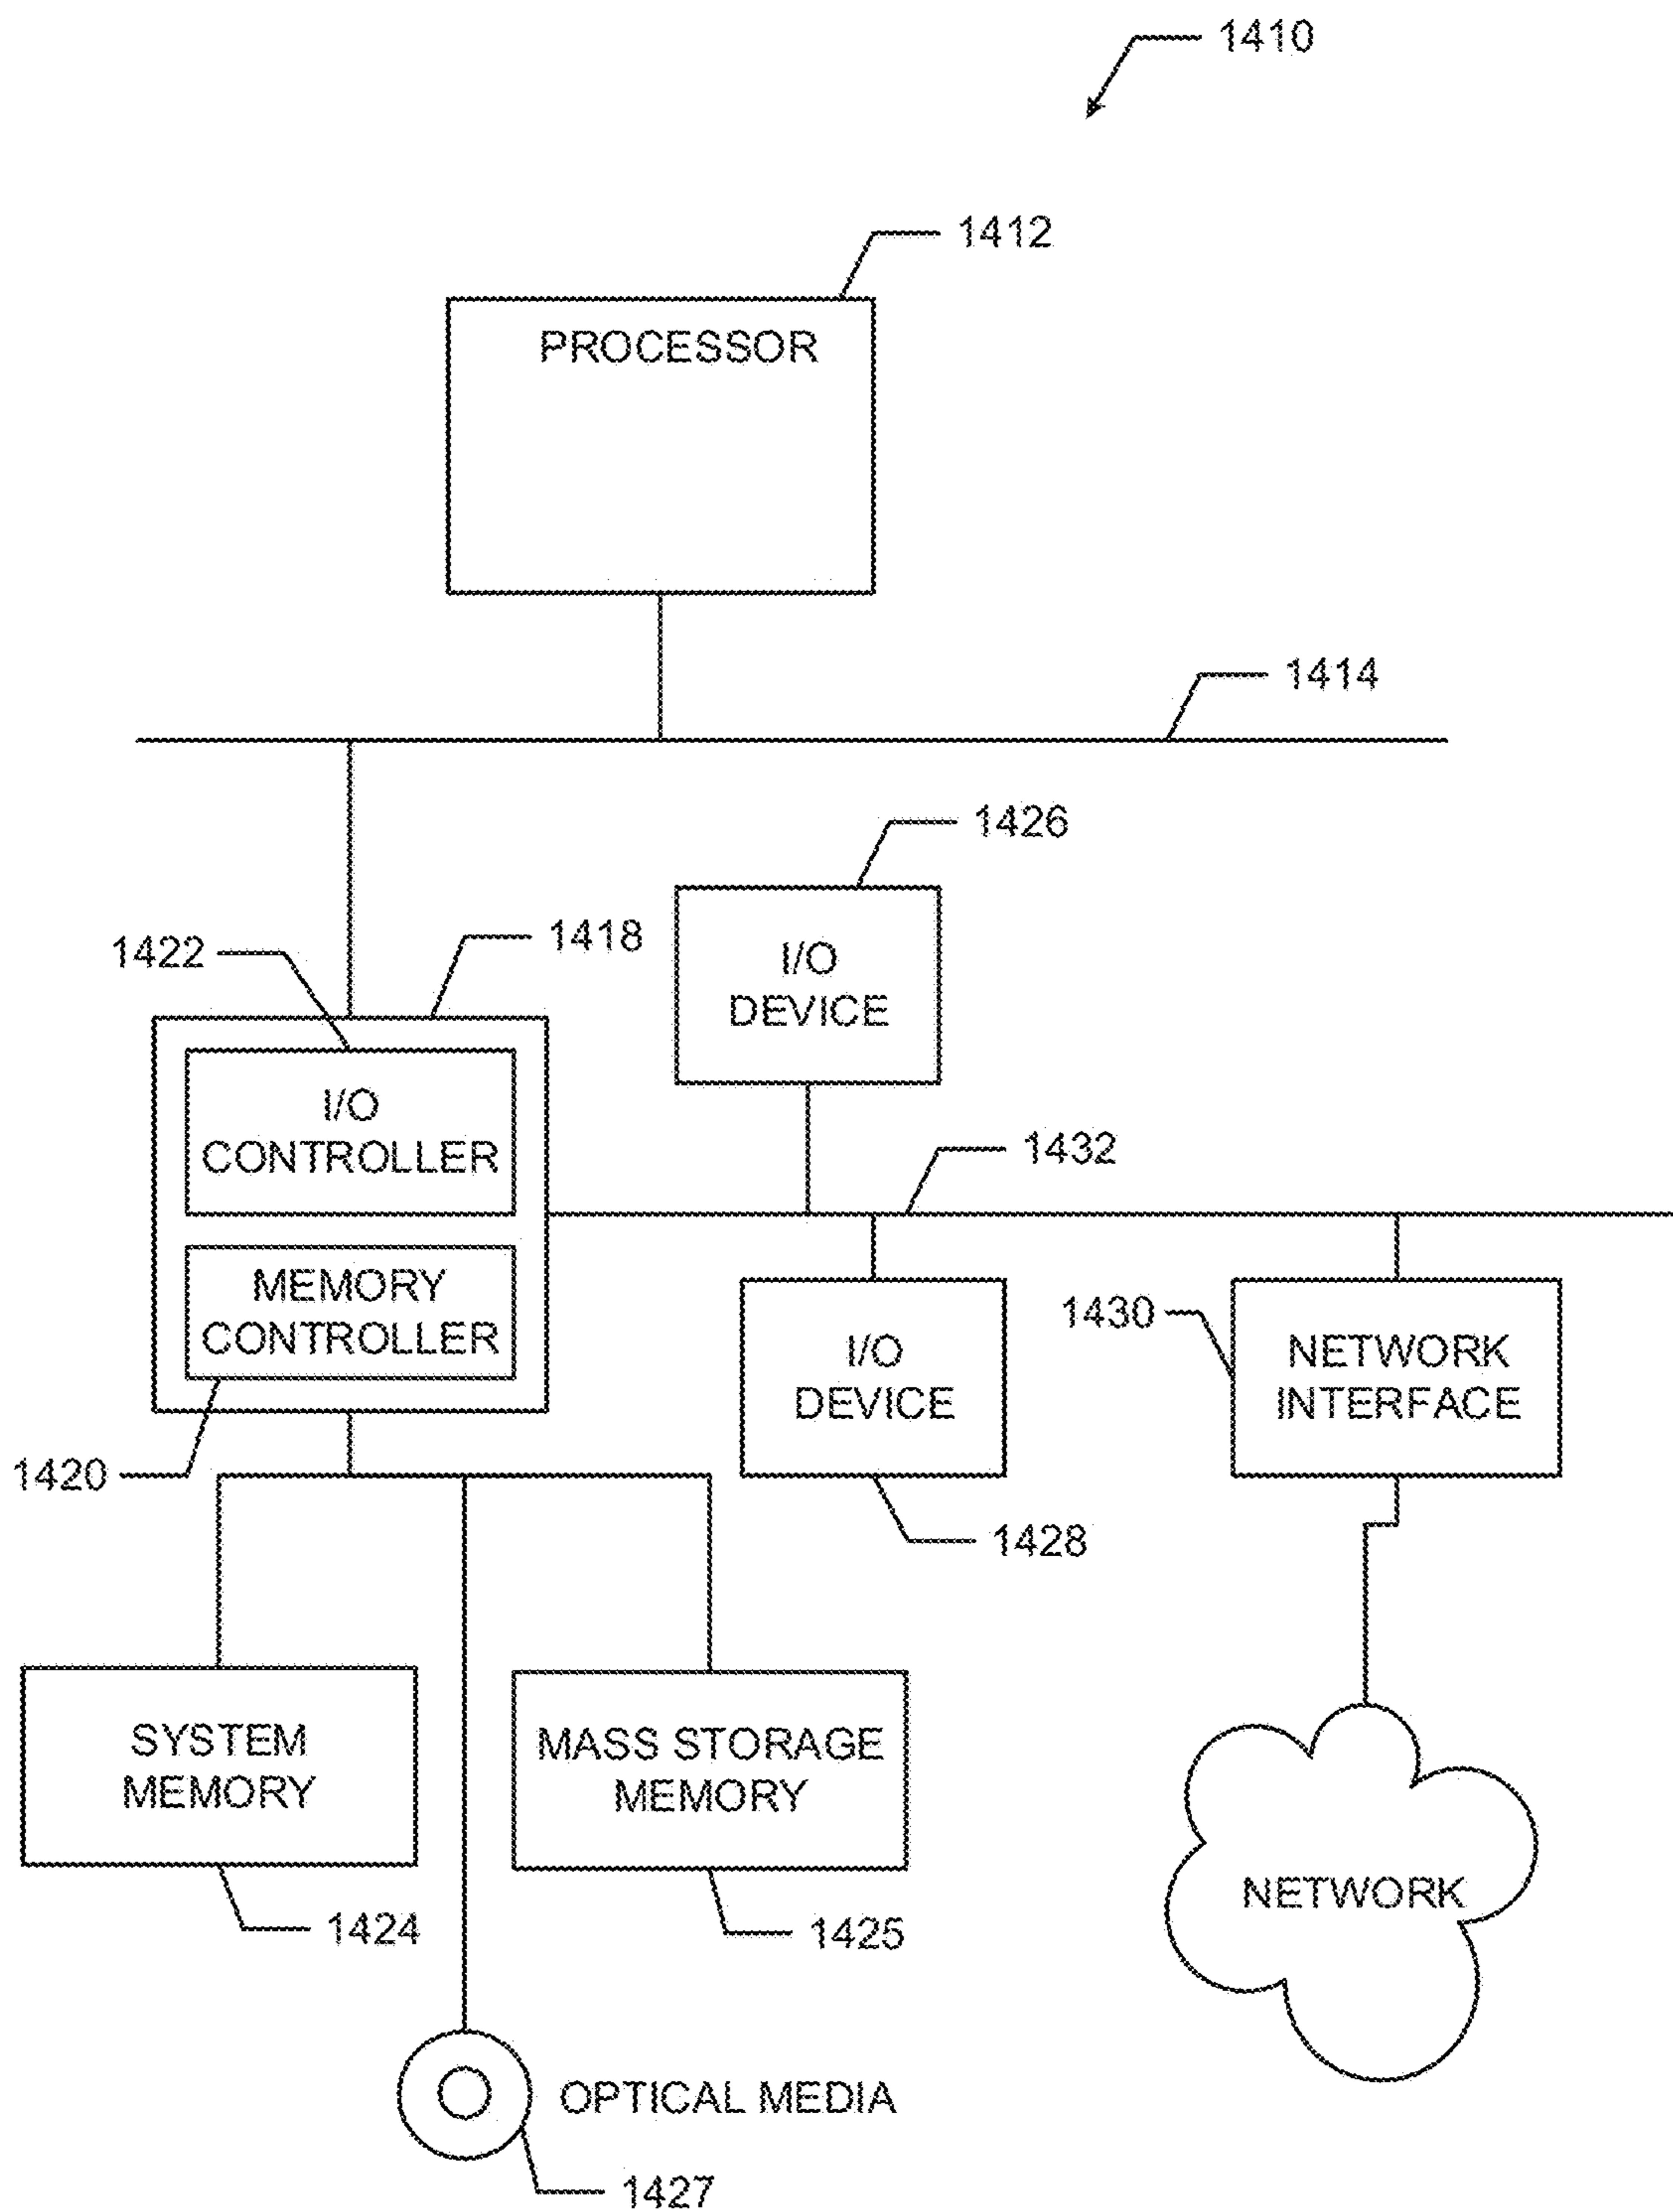 1410
1412
PROCESSOR
1414
1426
1418
1422
I/O
DEVICE
I/O
CONTROLLER
1432
MEMORY
CONTROLLER
1430
I/O
DEVICE
NETWORK
INTERFACE
1420
1428
SYSTEM
MEMORY
MASS STORAGE
MEMORY
NETWORK
1424
1425
OPTICAL MEDIA
1427